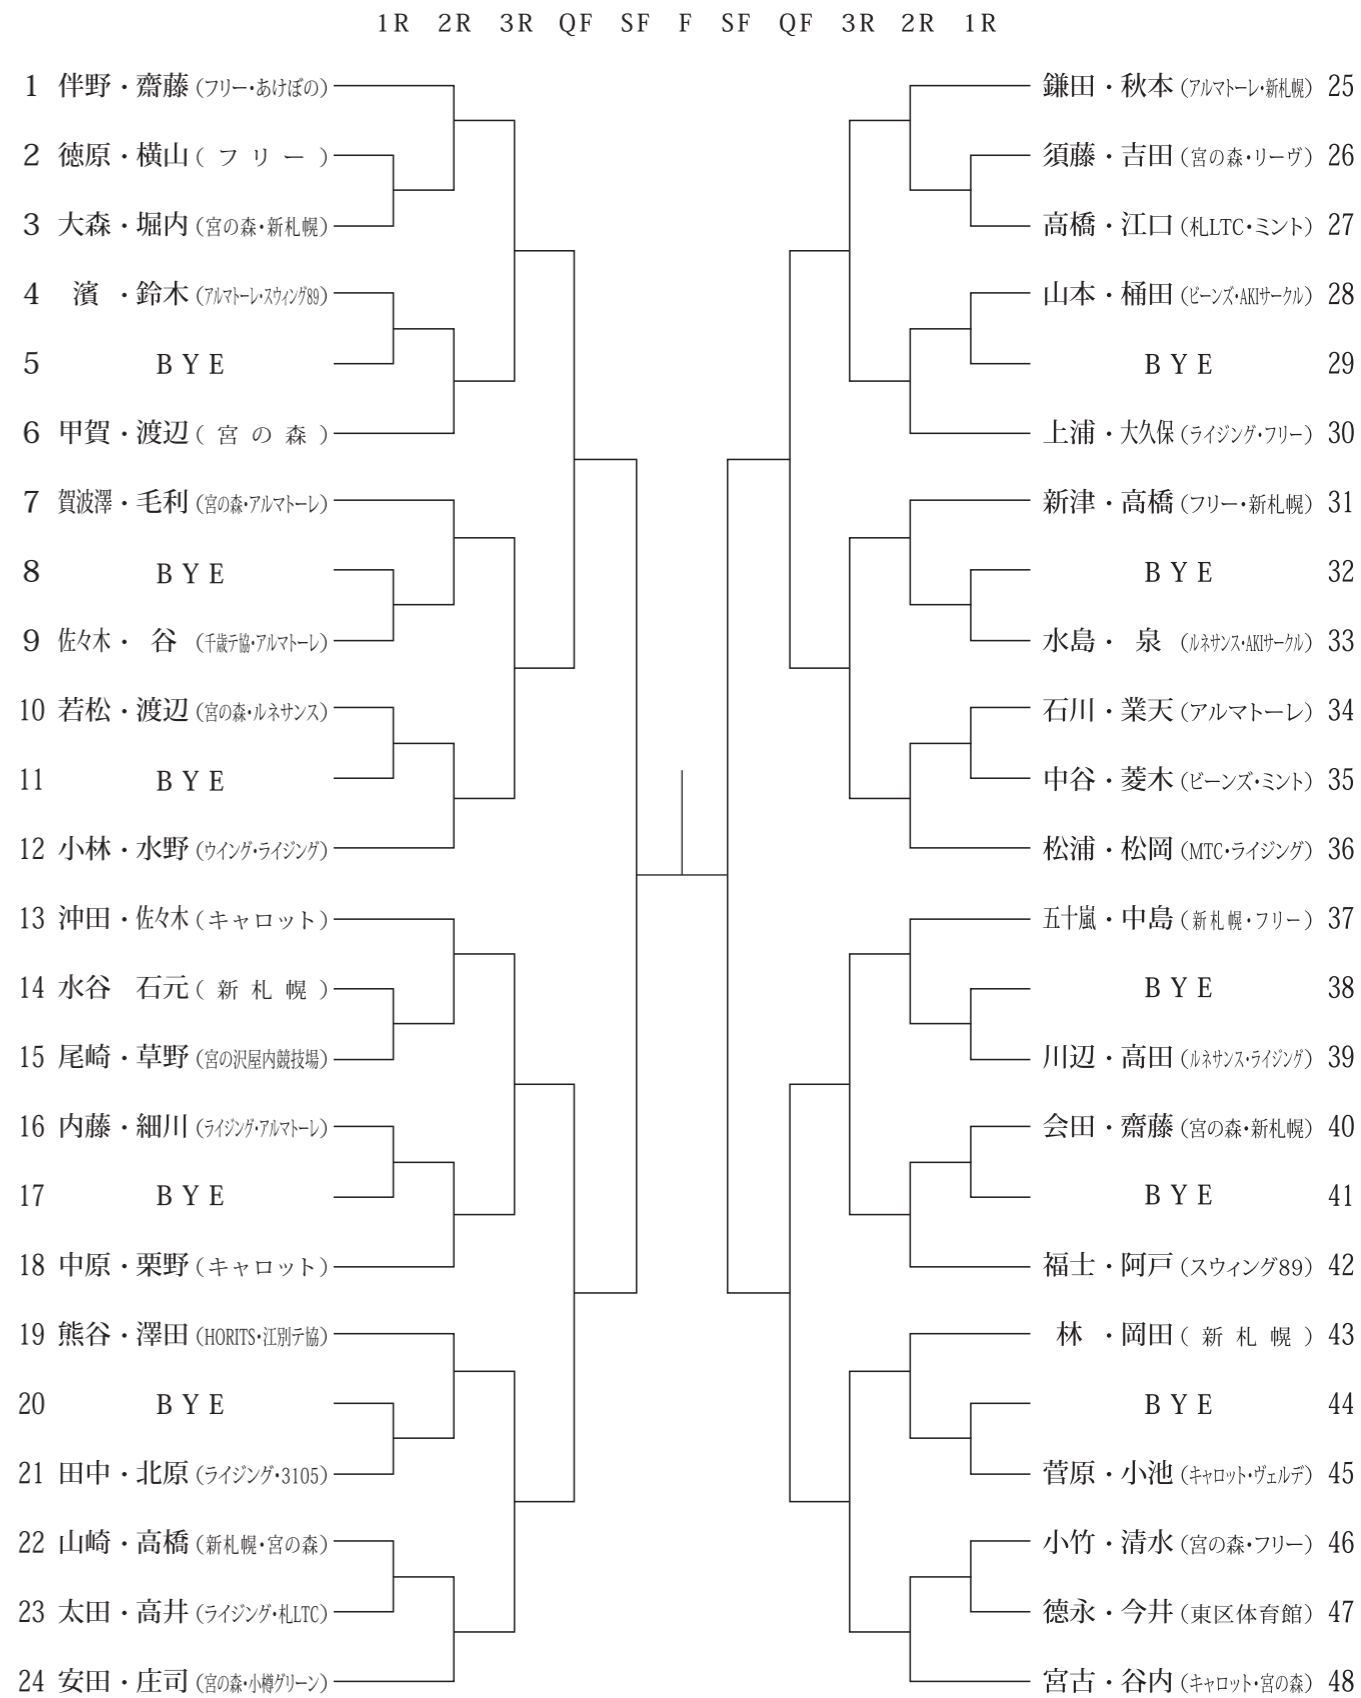 1R 2R 3R QF SF F SF QF 3R 2R 1R
1 伴野・齋藤（フリー・あけぼの）
2 徳原・横山（フリー）
3 大森・堀内（宮の森・新札幌）
4 濱・鈴木（アルマトーレ・スウィング89）
5 BYE
6 甲賀・渡辺（宮の森）
7 賀波澤・毛利（宮の森・アルマトーレ）
8 BYE
9 佐々木・谷（千歳テ協・アルマトーレ）
10 若松・渡辺（宮の森・ルネサンス）
11 BYE
12 小林・水野（ウイング・ライジング）
13 沖田・佐々木（キャロット）
14 水谷 石元（新札幌）
15 尾崎・草野（宮の沢屋内競技場）
16 内藤・細川（ライジング・アルマトーレ）
17 BYE
18 中原・栗野（キャロット）
19 熊谷・澤田（HORITS・江別テ協）
20 BYE
21 田中・北原（ライジング・3105）
22 山崎・高橋（新札幌・宮の森）
23 太田・高井（ライジング・札LTC）
24 安田・庄司（宮の森・小樽グリーン）
鎌田・秋本（アルマトーレ・新札幌）25
須藤・吉田（宮の森・リーヴ）26
高橋・江口（札LTC・ミント）27
山本・桶田（ビーンズ・AKIサークル）28
BYE 29
上浦・大久保（ライジング・フリー）30
新津・高橋（フリー・新札幌）31
BYE 32
水島・泉（ルネサンス・AKIサークル）33
石川・業天（アルマトーレ）34
中谷・菱木（ビーンズ・ミント）35
松浦・松岡（MTC・ライジング）36
五十嵐・中島（新札幌・フリー）37
BYE 38
川辺・高田（ルネサンス・ライジング）39
会田・齋藤（宮の森・新札幌）40
BYE 41
福士・阿戸（スウィング89）42
林・岡田（新札幌）43
BYE 44
菅原・小池（キャロット・ヴェルデ）45
小竹・清水（宮の森・フリー）46
德永・今井（東区体育館）47
宮古・谷内（キャロット・宮の森）48